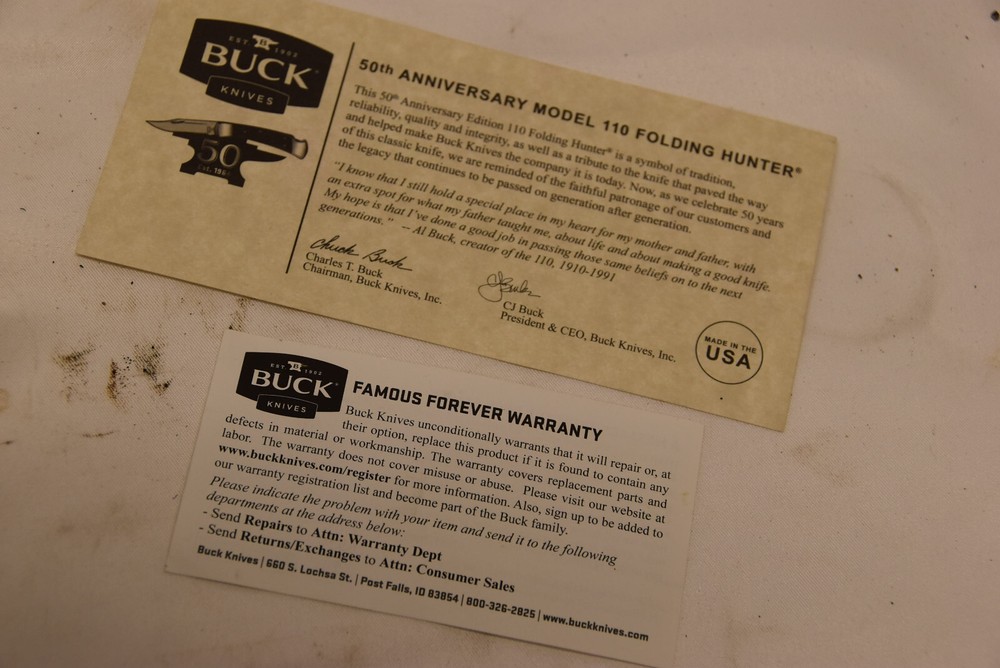 EST. B 1902
BUCK
KNIVES
50
EST. 1964
50th ANNIVERSARY MODEL 110 FOLDING HUNTER®
This 50th Anniversary Edition 110 Folding Hunter® is a symbol of tradition,
reliability, quality and integrity, as well as a tribute to the knife that paved the way
and helped make Buck Knives the company it is today. Now, as we celebrate 50 years
of this classic knife, we are reminded of the faithful patronage of our customers and
the legacy that continues to be passed on generation after generation.
"I know that I still hold a special place in my heart for my mother and father, with
an extra spot for what my father taught me, about life and about making a good knife.
My hope is that I've done a good job in passing those same beliefs on to the next
generations." -- Al Buck, creator of the 110, 1910-1991
Chuck Buck
Charles T. Buck
Chairman, Buck Knives, Inc.
CJ Buck
CJ Buck
President & CEO, Buck Knives, Inc.
MADE IN THE
USA
EST. B 1902
BUCK
KNIVES
FAMOUS FOREVER WARRANTY
Buck Knives unconditionally warrants that it will repair or, at
their option, replace this product if it is found to contain any
defects in material or workmanship. The warranty covers replacement parts and
labor. The warranty does not cover misuse or abuse. Please visit our website at
www.buckknives.com/register for more information. Also, sign up to be added to
our warranty registration list and become part of the Buck family.
Please indicate the problem with your item and send it to the following
departments at the address below:
- Send Repairs to Attn: Warranty Dept
- Send Returns/Exchanges to Attn: Consumer Sales
Buck Knives | 660 S. Lochsa St. | Post Falls, ID 83854 | 800-326-2825 | www.buckknives.com